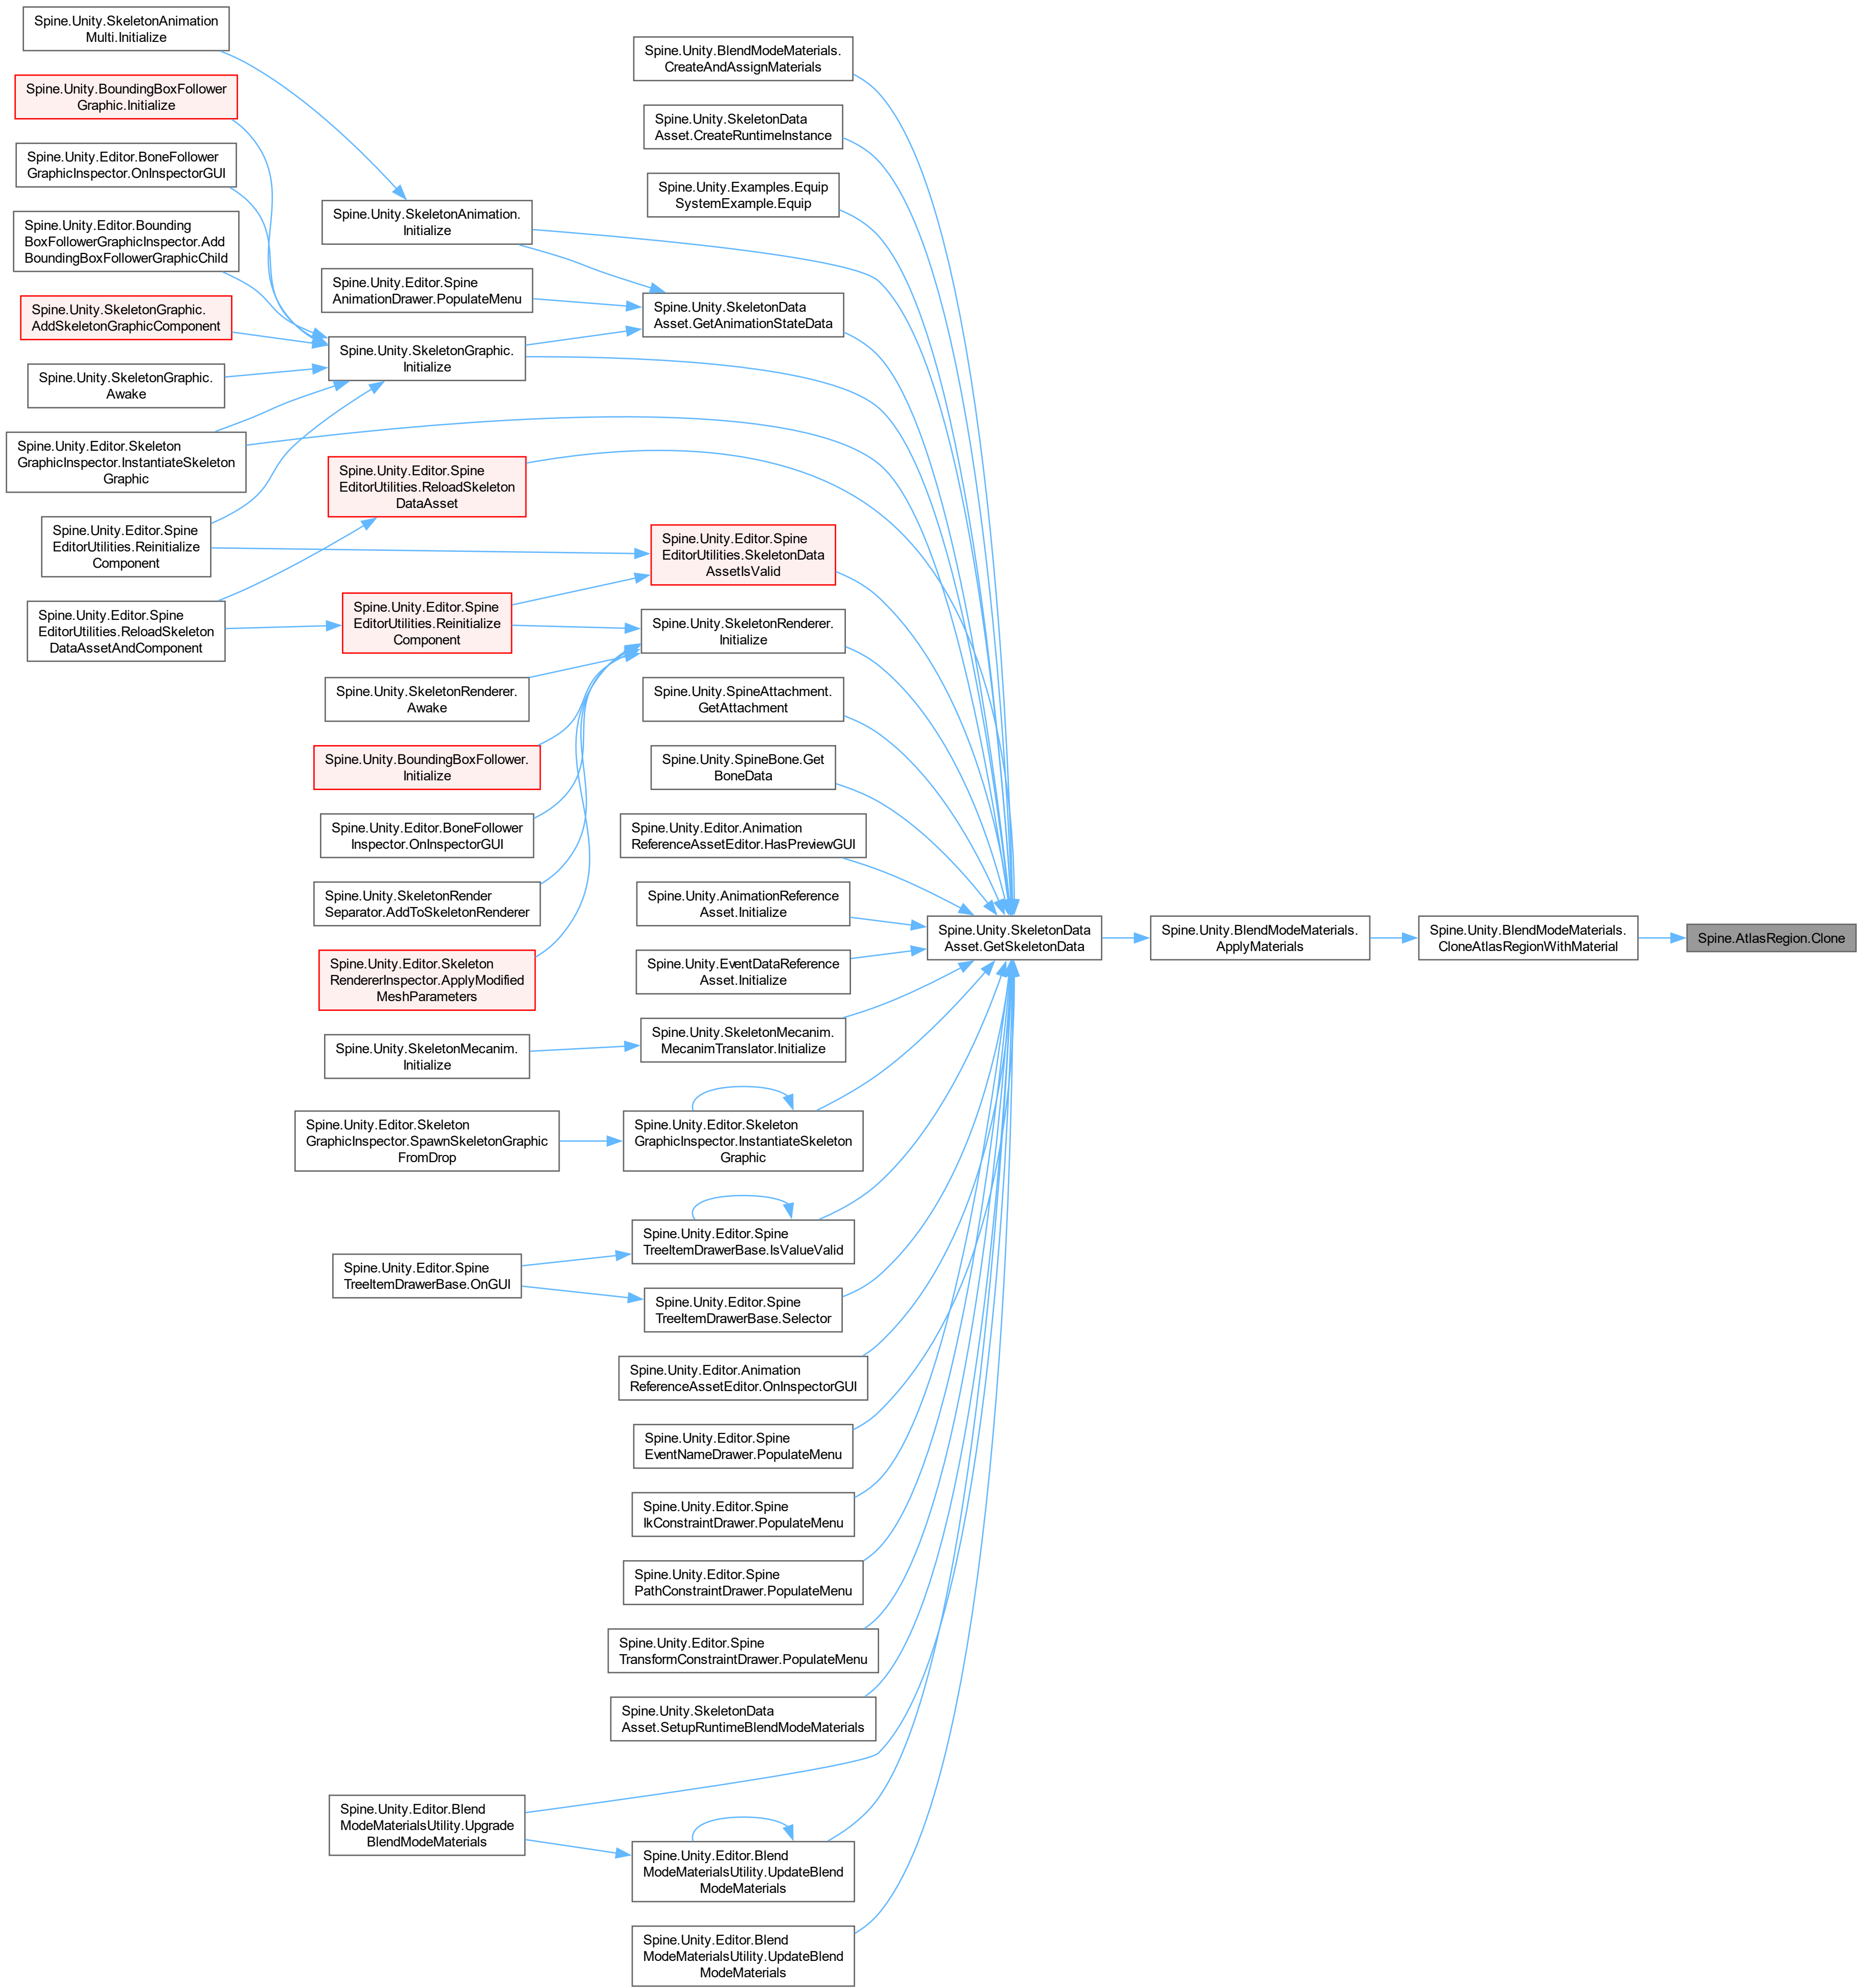 Spine.Unity.SkeletonAnimation
Multi.Initialize
Spine.Unity.BoundingBoxFollower
Graphic.Initialize
Spine.Unity.Editor.BoneFollower
GraphicInspector.OnInspectorGUI
Spine.Unity.Editor.Bounding
BoxFollowerGraphicInspector.Add
BoundingBoxFollowerGraphicChild
Spine.Unity.SkeletonGraphic.
AddSkeletonGraphicComponent
Spine.Unity.SkeletonGraphic.
Awake
Spine.Unity.Editor.Skeleton
GraphicInspector.InstantiateSkeleton
Graphic
Spine.Unity.Editor.Spine
EditorUtilities.Reinitialize
Component
Spine.Unity.Editor.Spine
EditorUtilities.ReloadSkeleton
DataAssetAndComponent
Spine.Unity.SkeletonAnimation.
Initialize
Spine.Unity.Editor.Spine
AnimationDrawer.PopulateMenu
Spine.Unity.SkeletonGraphic.
Initialize
Spine.Unity.Editor.Spine
EditorUtilities.ReloadSkeleton
DataAsset
Spine.Unity.Editor.Spine
EditorUtilities.Reinitialize
Component
Spine.Unity.SkeletonRenderer.
Awake
Spine.Unity.BoundingBoxFollower.
Initialize
Spine.Unity.Editor.BoneFollower
Inspector.OnInspectorGUI
Spine.Unity.SkeletonRender
Separator.AddToSkeletonRenderer
Spine.Unity.Editor.Skeleton
RendererInspector.ApplyModified
MeshParameters
Spine.Unity.SkeletonMecanim.
Initialize
Spine.Unity.Editor.Skeleton
GraphicInspector.SpawnSkeletonGraphic
FromDrop
Spine.Unity.Editor.Spine
TreeItemDrawerBase.OnGUI
Spine.Unity.Editor.Blend
ModeMaterialsUtility.Upgrade
BlendModeMaterials
Spine.Unity.BlendModeMaterials.
CreateAndAssignMaterials
Spine.Unity.SkeletonData
Asset.CreateRuntimeInstance
Spine.Unity.Examples.Equip
SystemExample.Equip
Spine.Unity.SkeletonData
Asset.GetAnimationStateData
Spine.Unity.Editor.Spine
EditorUtilities.SkeletonData
AssetIsValid
Spine.Unity.SkeletonRenderer.
Initialize
Spine.Unity.SpineAttachment.
GetAttachment
Spine.Unity.SpineBone.Get
BoneData
Spine.Unity.Editor.Animation
ReferenceAssetEditor.HasPreviewGUI
Spine.Unity.AnimationReference
Asset.Initialize
Spine.Unity.EventDataReference
Asset.Initialize
Spine.Unity.SkeletonMecanim.
MecanimTranslator.Initialize
Spine.Unity.Editor.Skeleton
GraphicInspector.InstantiateSkeleton
Graphic
Spine.Unity.Editor.Spine
TreeItemDrawerBase.IsValueValid
Spine.Unity.Editor.Spine
TreeItemDrawerBase.Selector
Spine.Unity.Editor.Animation
ReferenceAssetEditor.OnInspectorGUI
Spine.Unity.Editor.Spine
EventNameDrawer.PopulateMenu
Spine.Unity.Editor.Spine
IkConstraintDrawer.PopulateMenu
Spine.Unity.Editor.Spine
PathConstraintDrawer.PopulateMenu
Spine.Unity.Editor.Spine
TransformConstraintDrawer.PopulateMenu
Spine.Unity.SkeletonData
Asset.SetupRuntimeBlendModeMaterials
Spine.Unity.Editor.Blend
ModeMaterialsUtility.UpdateBlend
ModeMaterials
Spine.Unity.Editor.Blend
ModeMaterialsUtility.UpdateBlend
ModeMaterials
Spine.Unity.SkeletonData
Asset.GetSkeletonData
Spine.Unity.BlendModeMaterials.
ApplyMaterials
Spine.Unity.BlendModeMaterials.
CloneAtlasRegionWithMaterial
Spine.AtlasRegion.Clone